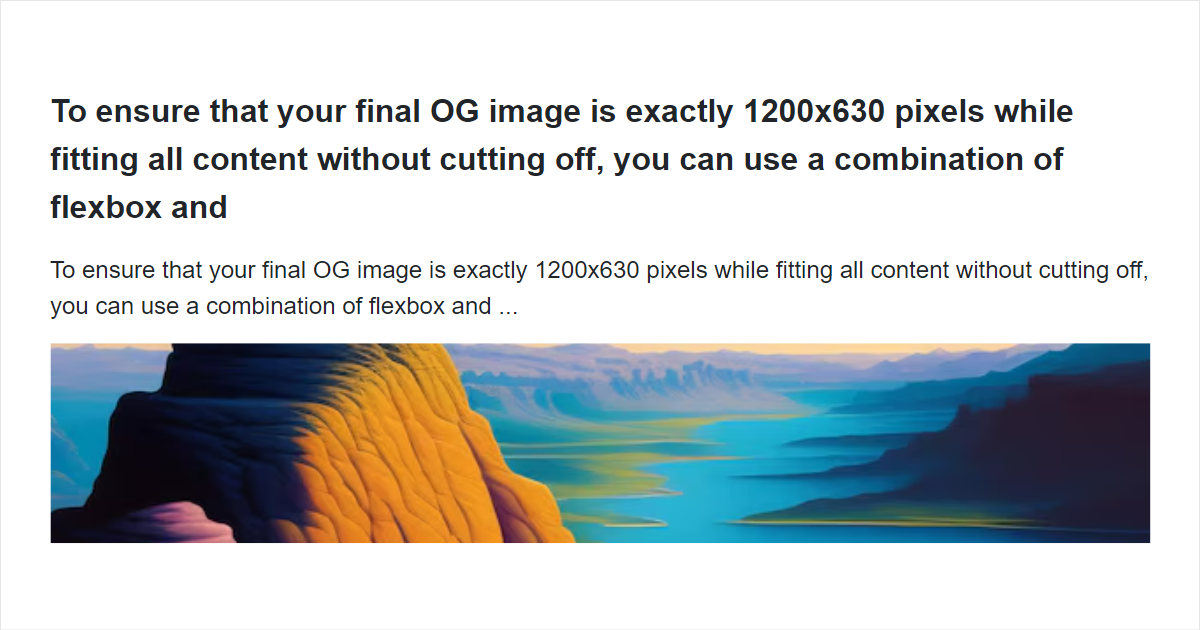 To ensure that your final OG image is exactly 1200x630 pixels while
fitting all content without cutting off, you can use a combination of
flexbox and
To ensure that your final OG image is exactly 1200x630 pixels while fitting all content without cutting off,
you can use a combination of flexbox and ...